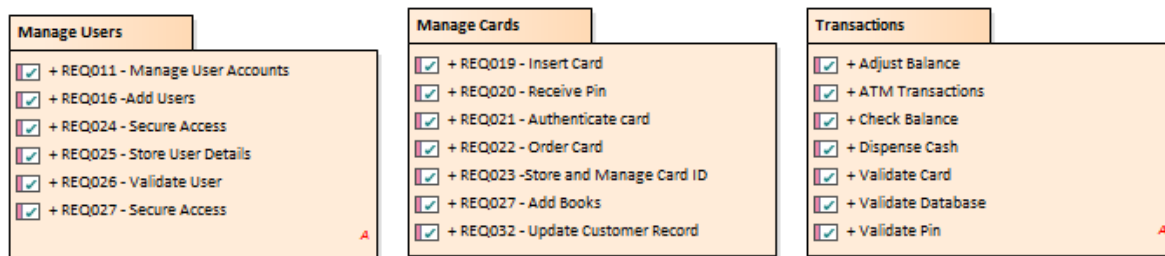 Manage Users
+ REQ011 - Manage User Accounts
+ REQ016 -Add Users
+ REQ024 - Secure Access
+ REQ025 - Store User Details
+ REQ026 - Validate User
+ REQ027 - Secure Access
A
Manage Cards
+ REQ019 - Insert Card
+ REQ020 - Receive Pin
+ REQ021 - Authenticate card
+ REQ022 - Order Card
+ REQ023 -Store and Manage Card ID
+ REQ027 - Add Books
+ REQ032 - Update Customer Record
Transactions
+ Adjust Balance
+ ATM Transactions
+ Check Balance
+ Dispense Cash
+ Validate Card
+ Validate Database
+ Validate Pin
A